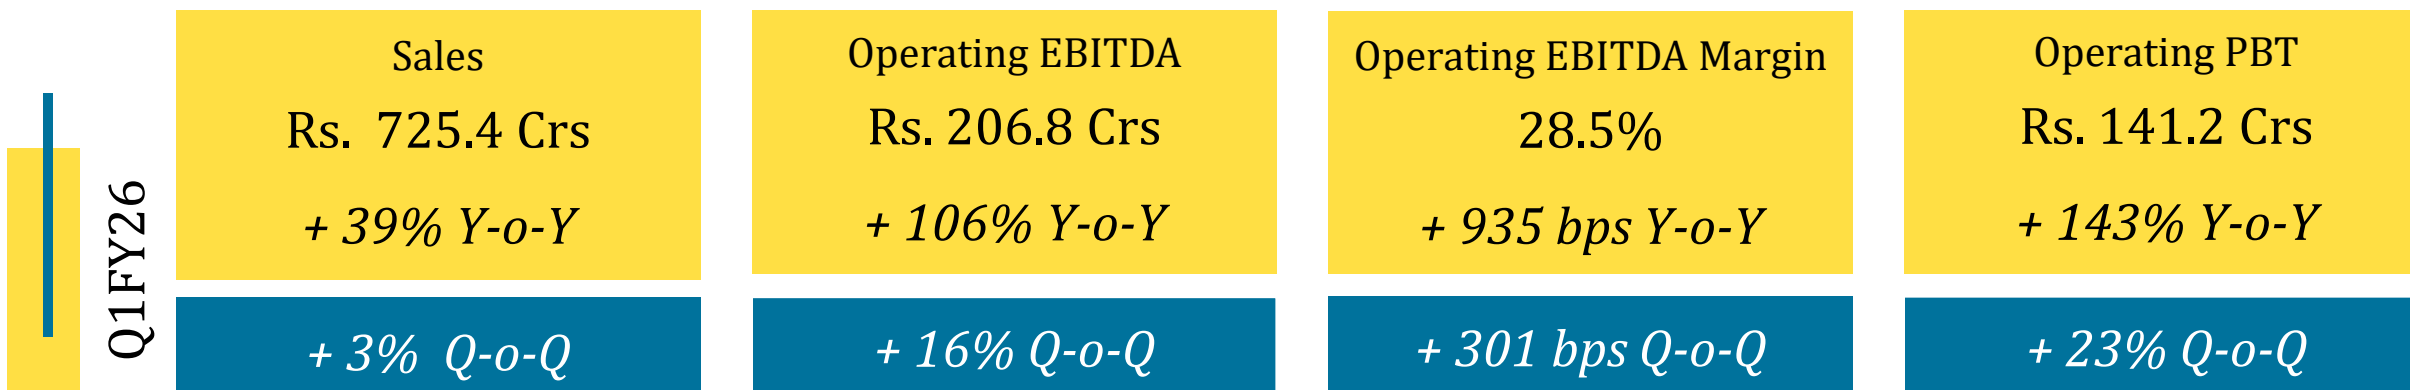 Q1FY26
Sales
Rs. 725.4 Crs
+ 39% Y-o-Y
+ 3% Q-o-Q
Operating EBITDA
Rs. 206.8 Crs
+ 106% Y-o-Y
+ 16% Q-o-Q
Operating EBITDA Margin
28.5%
+ 935 bps Y-o-Y
+ 301 bps Q-o-Q
Operating PBT
Rs. 141.2 Crs
+ 143% Y-o-Y
+ 23% Q-o-Q